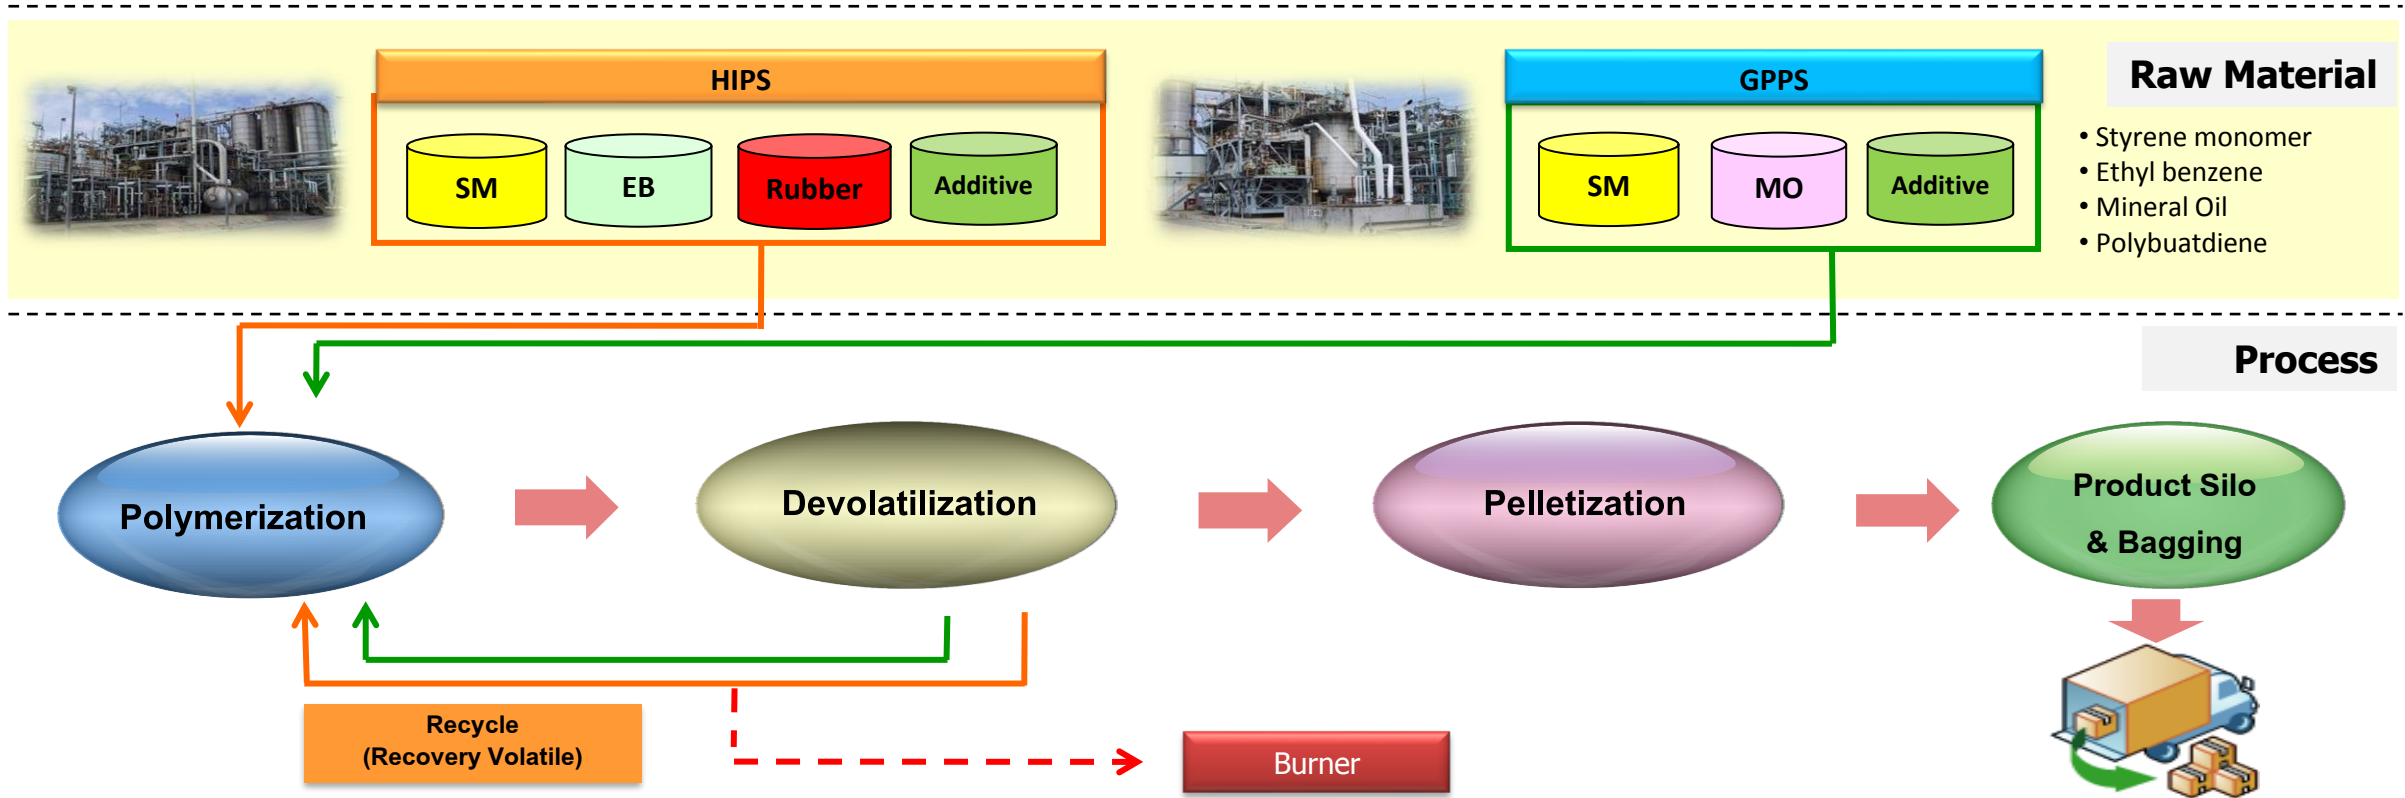 HIPS
SM
EB
Rubber
Additive
GPPS
SM
MO
Additive
Raw Material
• Styrene monomer
• Ethyl benzene
• Mineral Oil
• Polybuatdiene
Process
Polymerization
Devolatilization
Pelletization
Product Silo
& Bagging
Recycle
(Recovery Volatile)
Burner